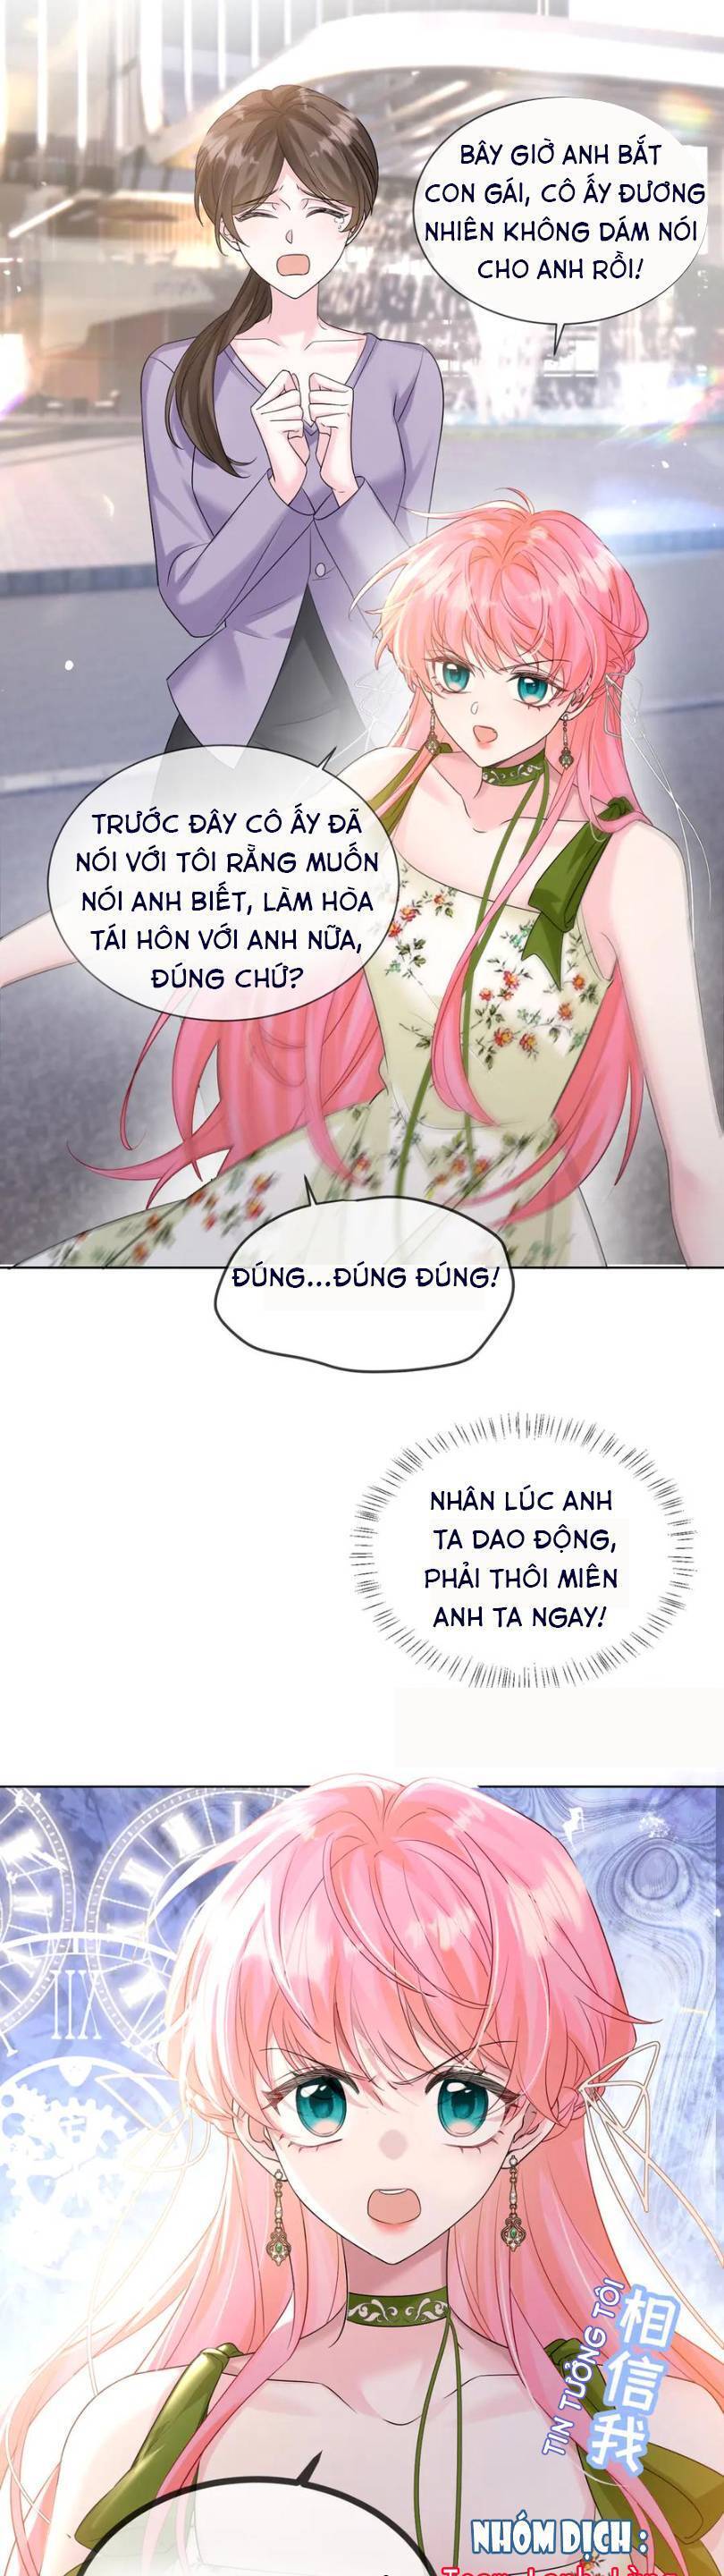 BÂY GIỜ ANH BẮT
CON GÁI, CÔ ẤY ĐƯƠNG
NHIÊN KHÔNG DÁM NÓI
CHO ANH RỒI!
TRƯỚC ĐÂY CÔ ẤY ĐÃ
NÓI VỚI TÔI RẰNG MUỐN
NÓI ANH BIẾT, LÀM HÒA
TÁI HÔN VỚI ANH NỮA,
ĐÚNG CHỨ?
ĐÚNG...ĐÚNG ĐÚNG!
NHÂN LÚC ANH
TA DAO ĐỘNG,
PHẢI THÔI MIÊN
ANH TA NGAY!
XII
TIN TƯỞNG TÔI
相信我
NHÓM DỊCH :